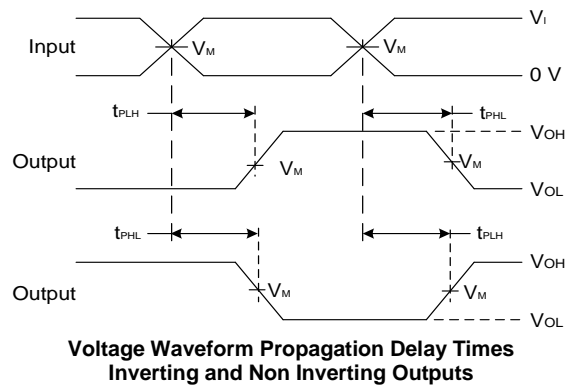 VI
Input
VM
VM
0 V
tPLH
tPHL
VOH
Output
VM
VM
VOL
tPHL
tPLH
VOH
Output
VM
VM
VOL
Voltage Waveform Propagation Delay Times
Inverting and Non Inverting Outputs